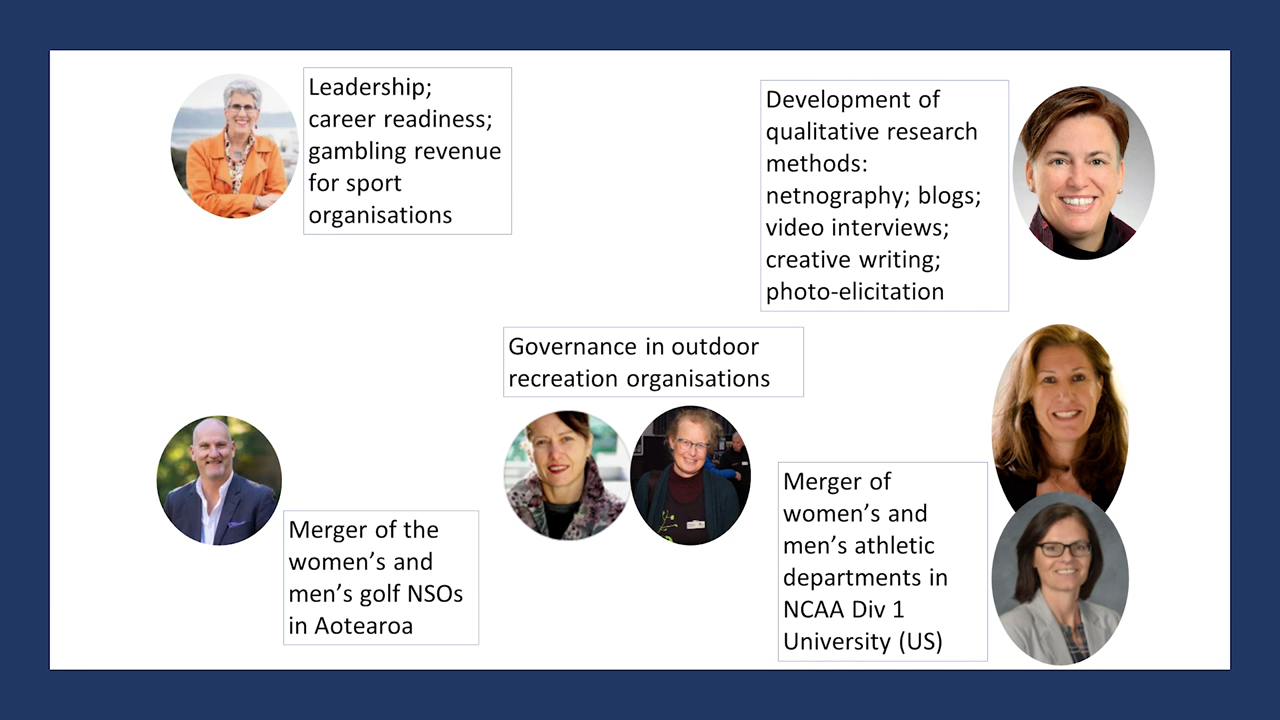 Leadership;
career readiness;
gambling revenue
for sport
organisations
Development of
qualitative research
methods:
netnography; blogs;
video interviews;
creative writing;
photo-elicitation
Governance in outdoor
recreation organisations
Merger of the
women’s and
men’s golf NSOs
in Aotearoa
Merger of
women’s and
men’s athletic
departments in
NCAA Div 1
University (US)